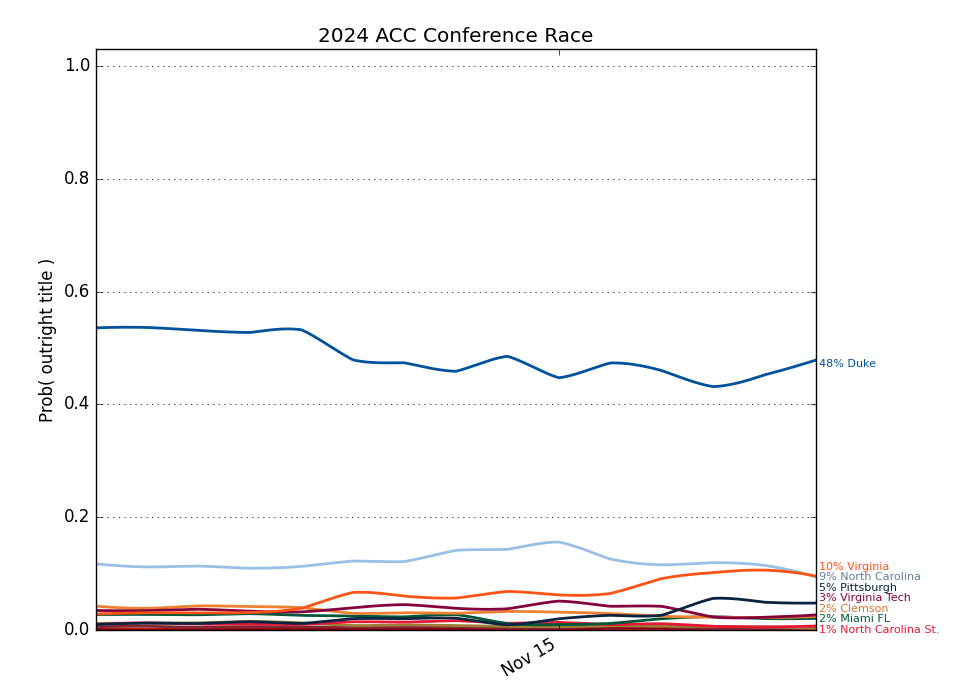 2024 ACC Conference Race
1.0
0.8
0.6
0.4
0.2
0.0
Prob( outright title )
Nov 15
48% Duke
10% Virginia
9% North Carolina
5% Pittsburgh
3% Virginia Tech
2% Clemson
2% Miami FL
1% North Carolina St.